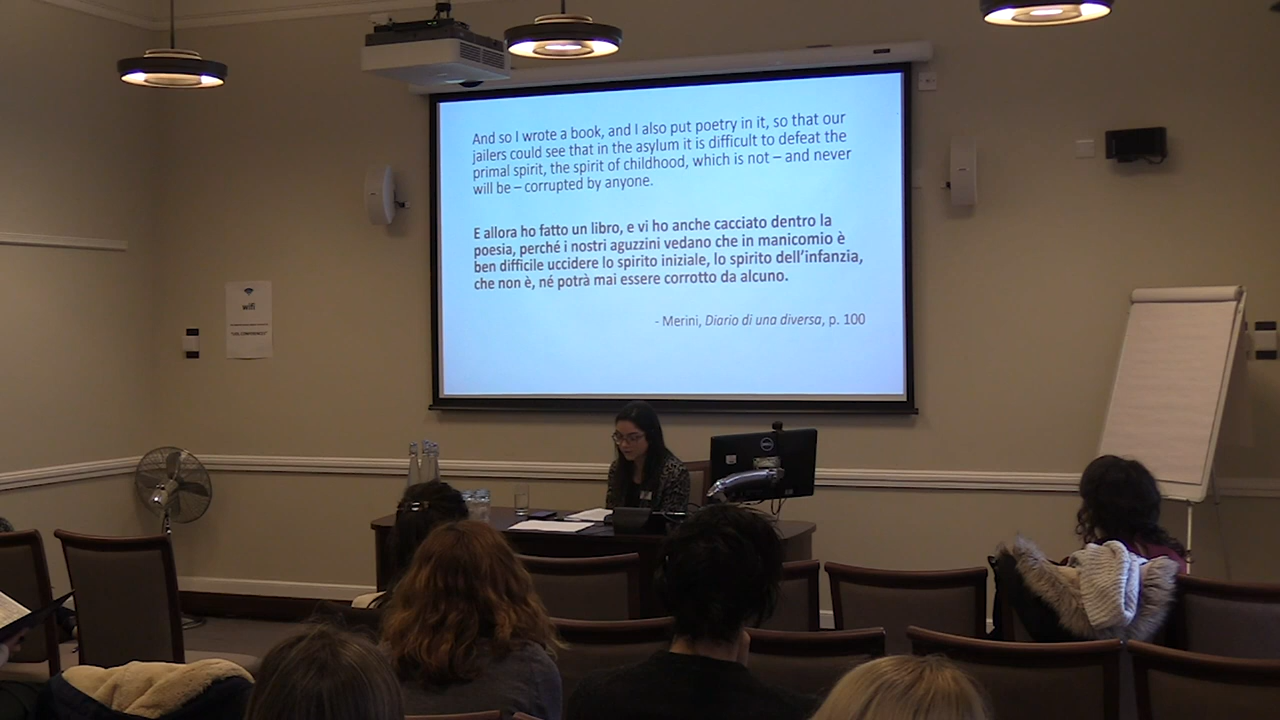 And so I wrote a book, and I also put poetry in it, so that our
jailers could see that in the asylum it is difficult to defeat the
primal spirit, the spirit of childhood, which is not – and never
will be – corrupted by anyone.
E allora ho fatto un libro, e vi ho anche cacciato dentro la
poesia, perché i nostri aguzzini vedano che in manicomio è
ben difficile uccidere lo spirito iniziale, lo spirito dell'infanzia,
che non è, né potrà mai essere corrotto da alcuno.
- Merini, Diario di una diversa, p. 100
wifi
DELL